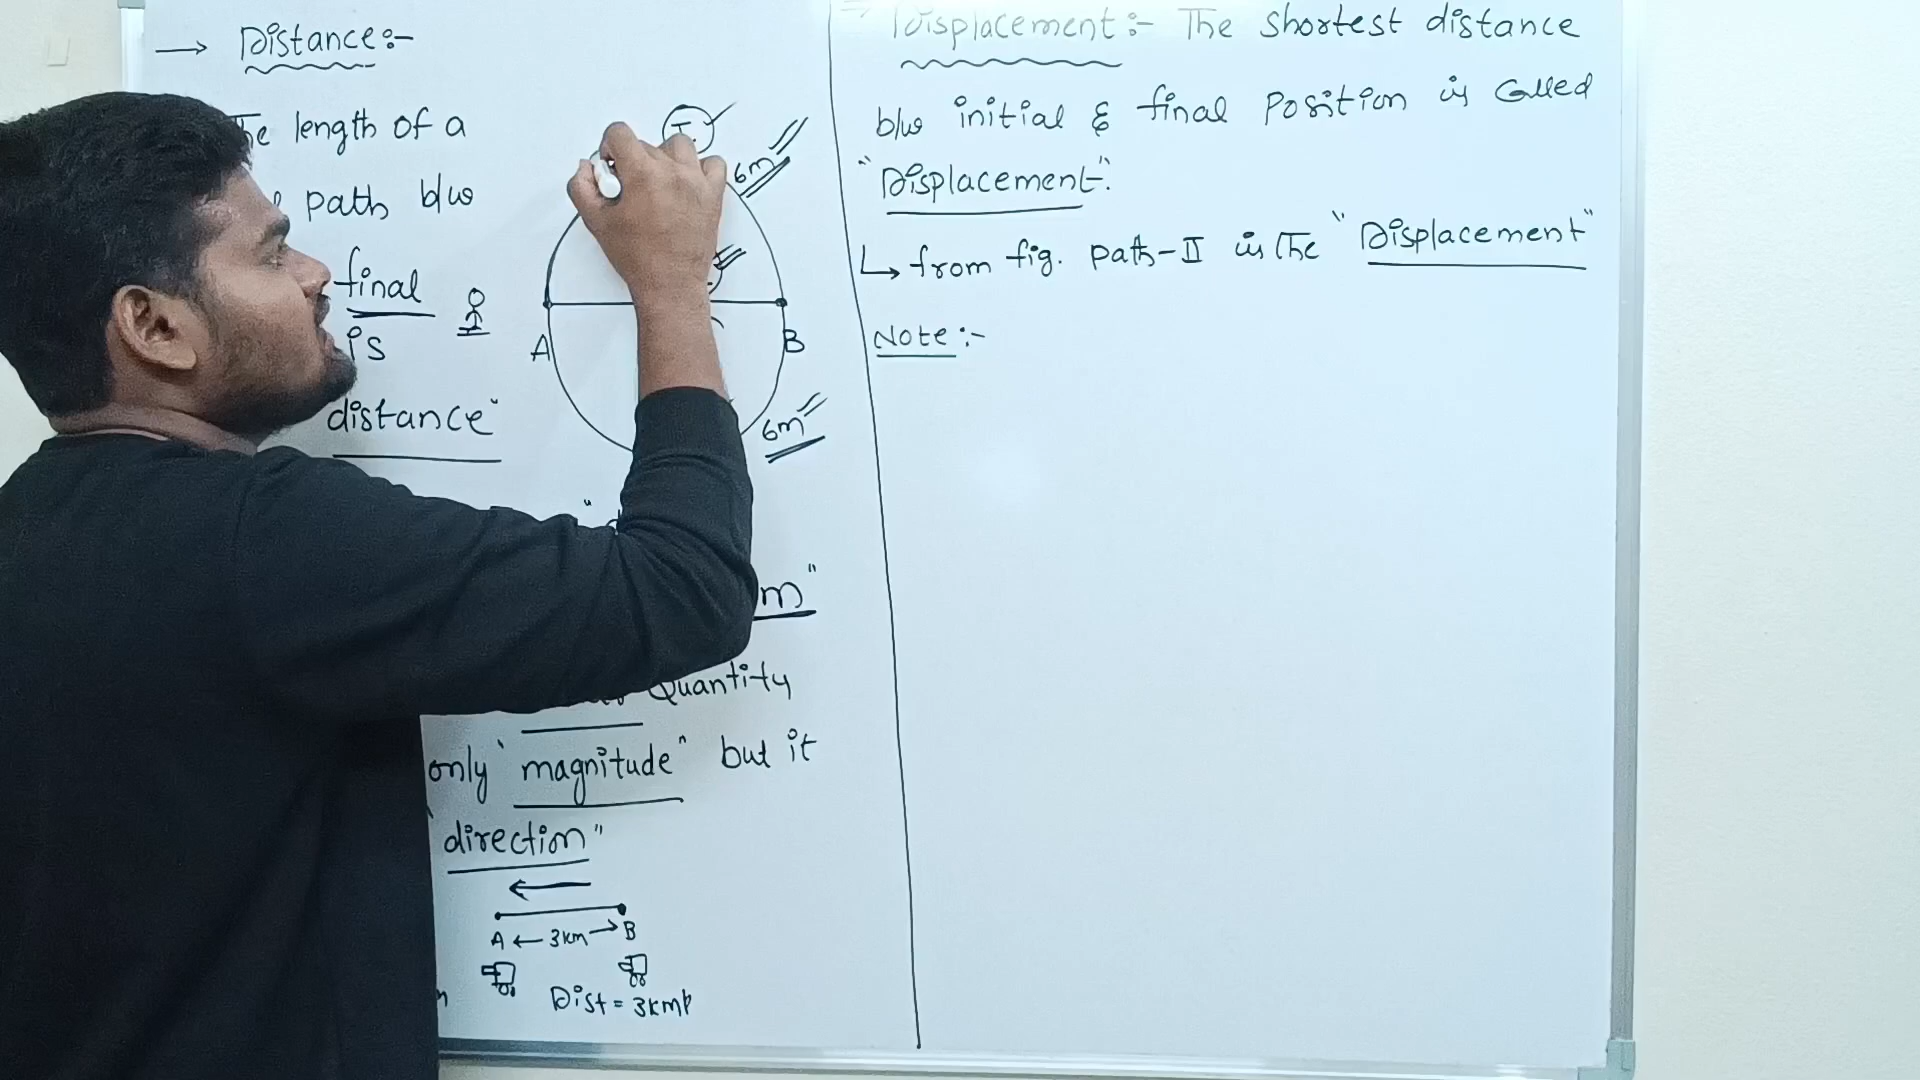 → Distance:-
length of a
path b/w
final
is
distance"
I
6m
A
B
6m
m"
Quantity
only "magnitude" but it
direction"
A ← 3km → B
Dist = 3km
Displacement:- The shortest distance
b/w initial & final Position is Called
"Displacement".
↳ from fig. path-II is The "Displacement"
Note:-